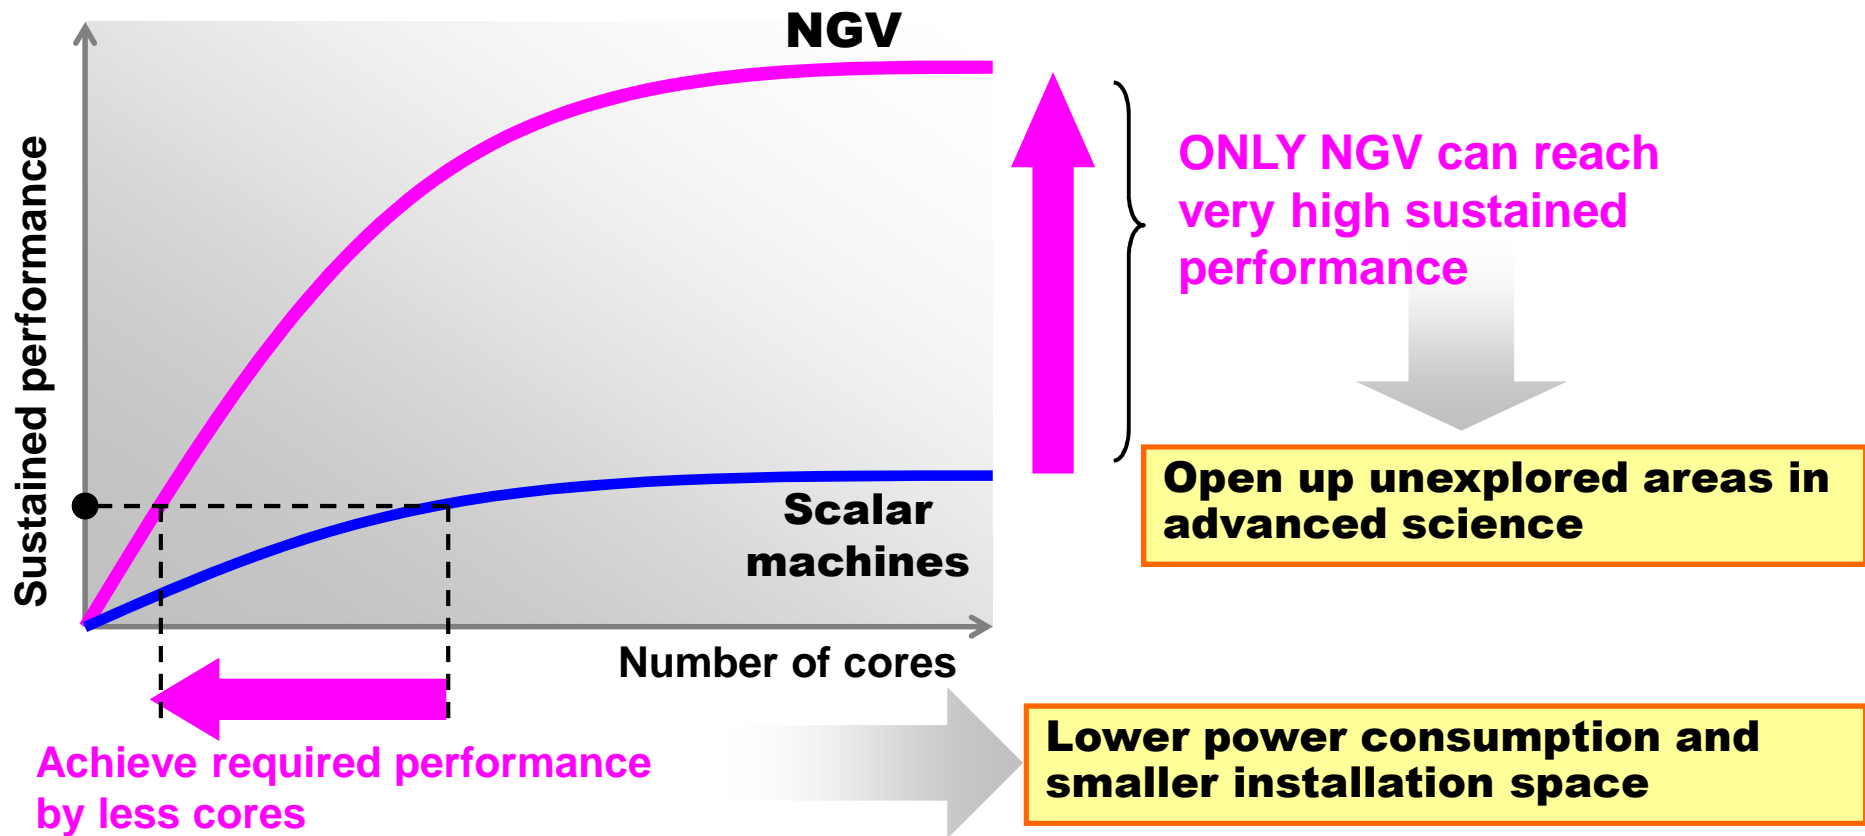 NGV
Sustained performance
ONLY NGV can reach
very high sustained
performance
Open up unexplored areas in
advanced science
Scalar
machines
Number of cores
Achieve required performance
by less cores
Lower power consumption and
smaller installation space